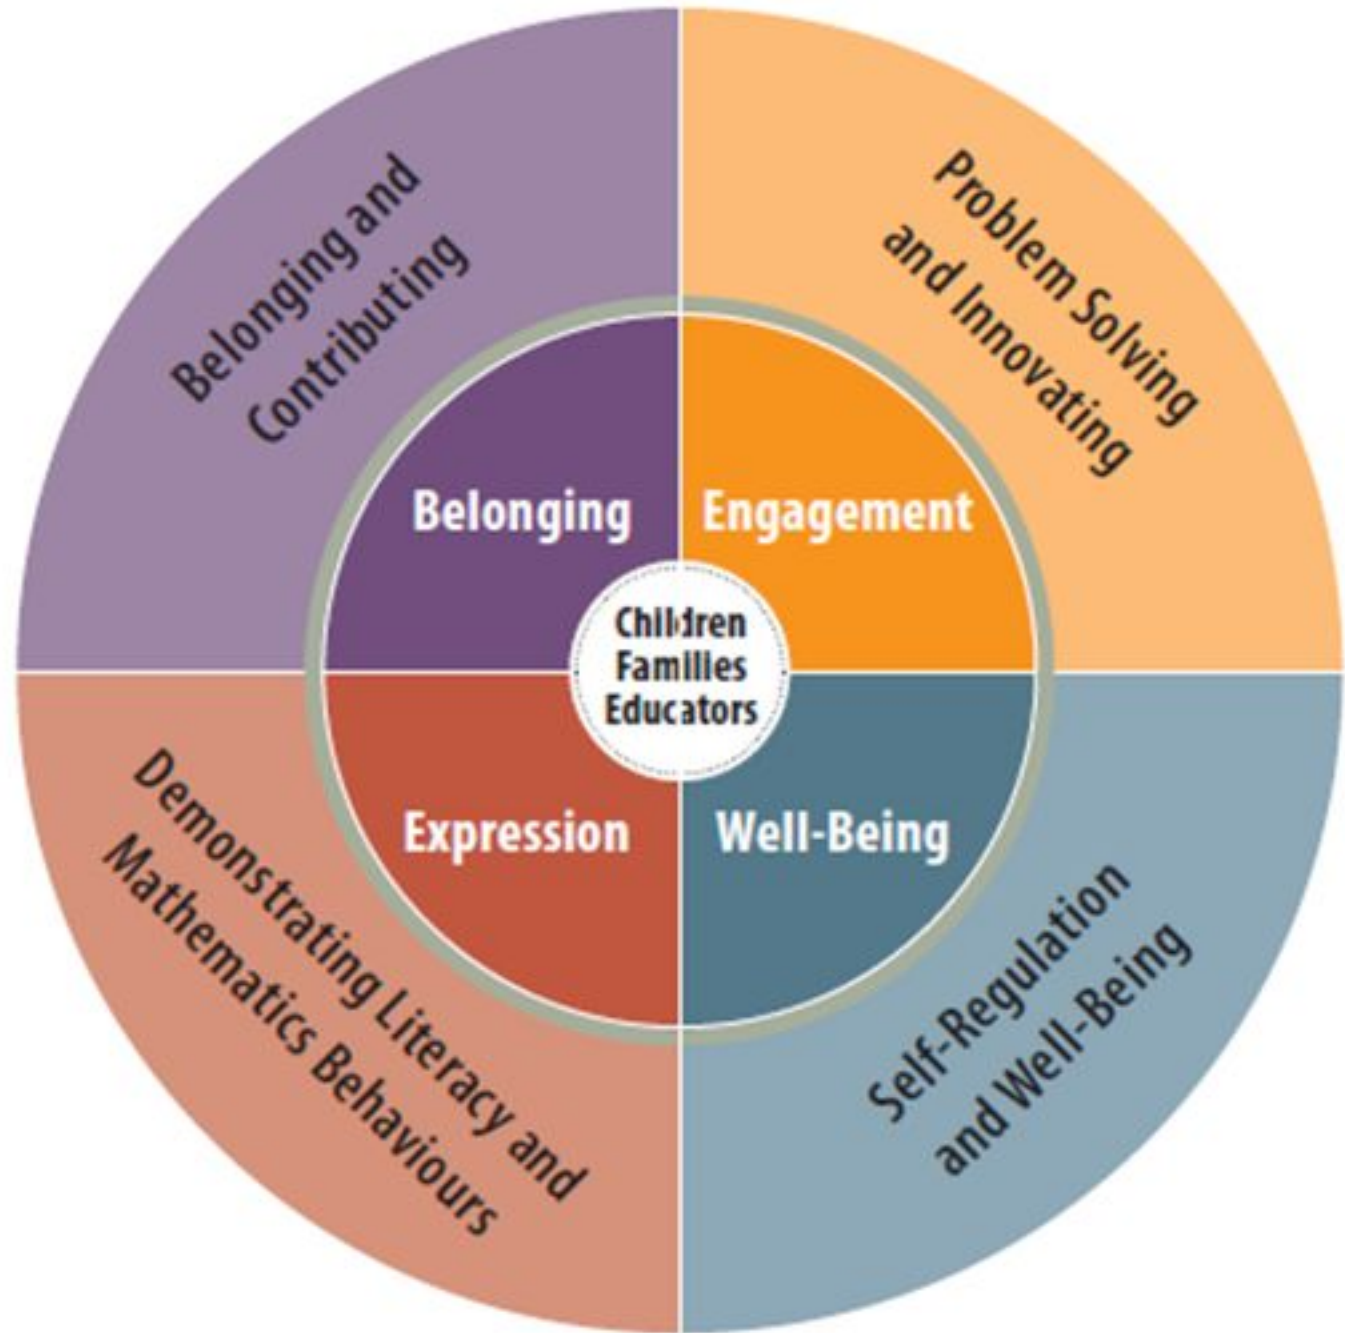 Belonging and
Contributing
Problem Solving
and Innovating
Belonging
Engagement
Children
Families
Educators
Expression
Well-Being
Demonstrating Literacy and
Mathematics Behaviours
Self-Regulation
and Well-Being